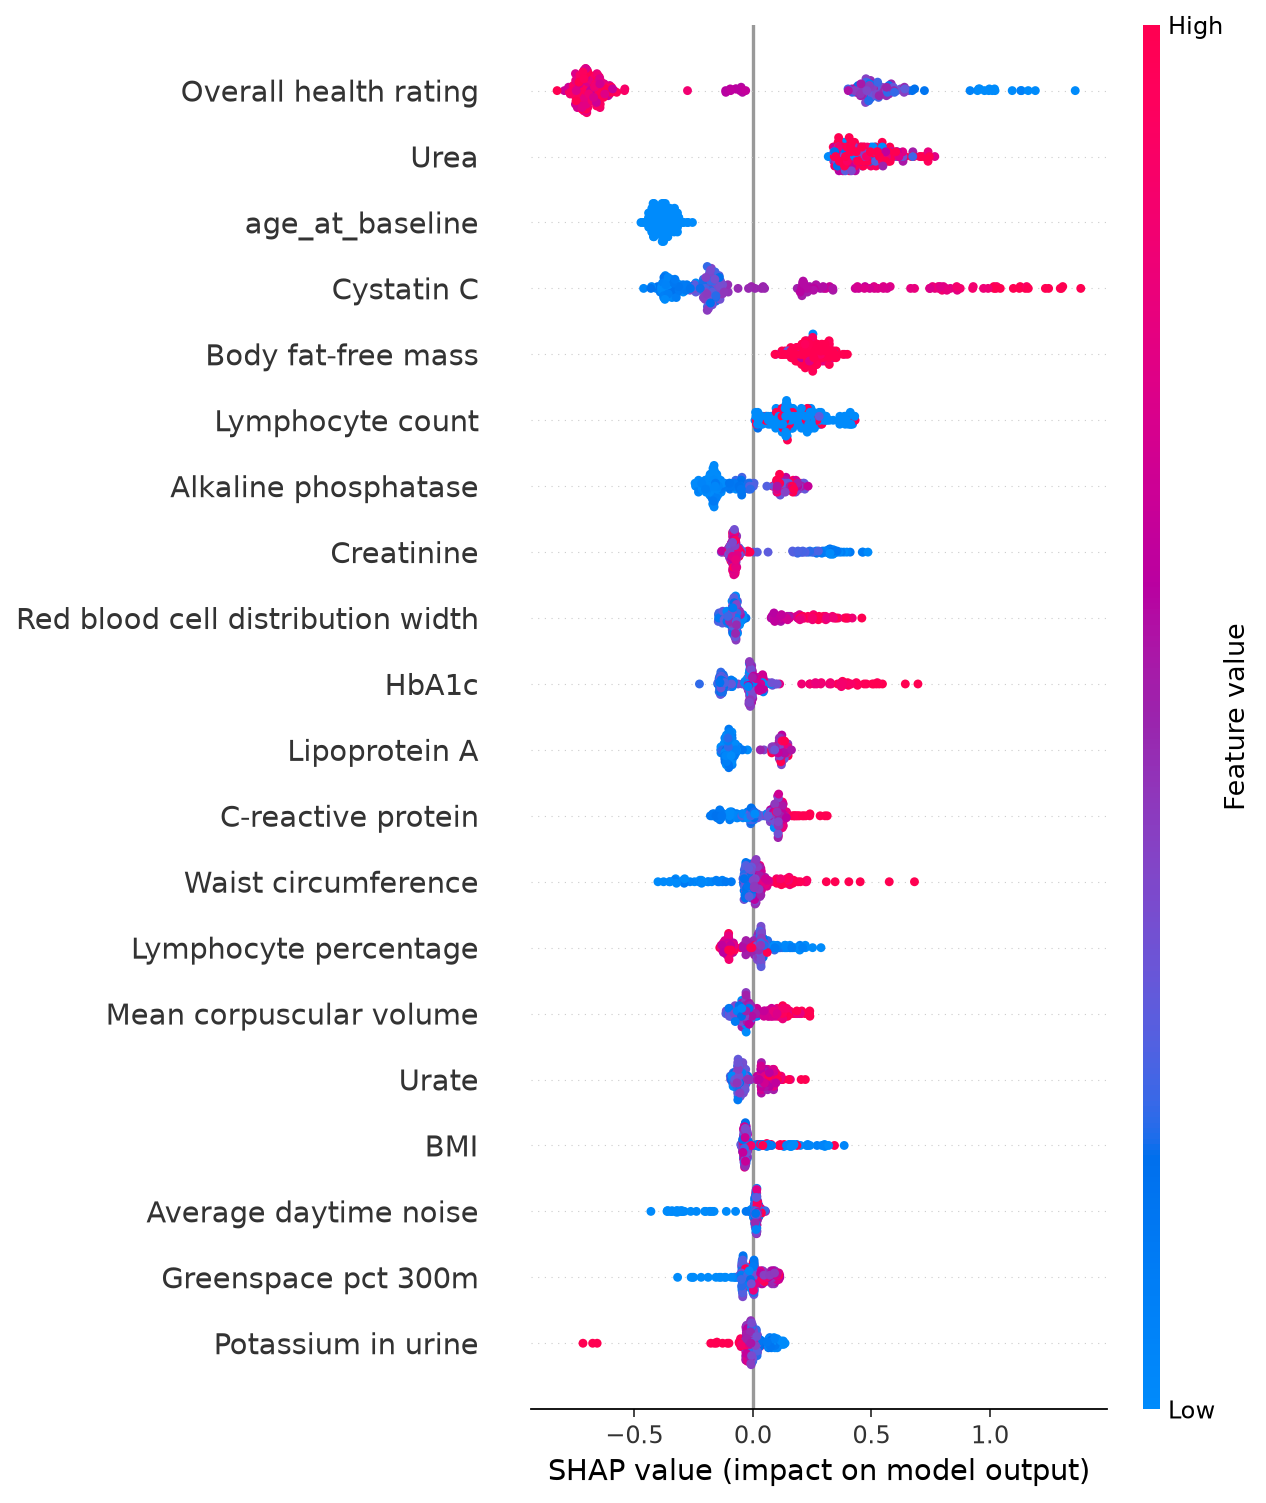 High
Overall health rating
Urea
age_at_baseline
Cystatin C
Body fat-free mass
Lymphocyte count
Alkaline phosphatase
Creatinine
Red blood cell distribution width
HbA1c
Lipoprotein A
C-reactive protein
Waist circumference
Lymphocyte percentage
Mean corpuscular volume
Urate
BMI
Average daytime noise
Greenspace pct 300m
Potassium in urine
Feature value
Low
−0.5 0.0 0.5 1.0
SHAP value (impact on model output)